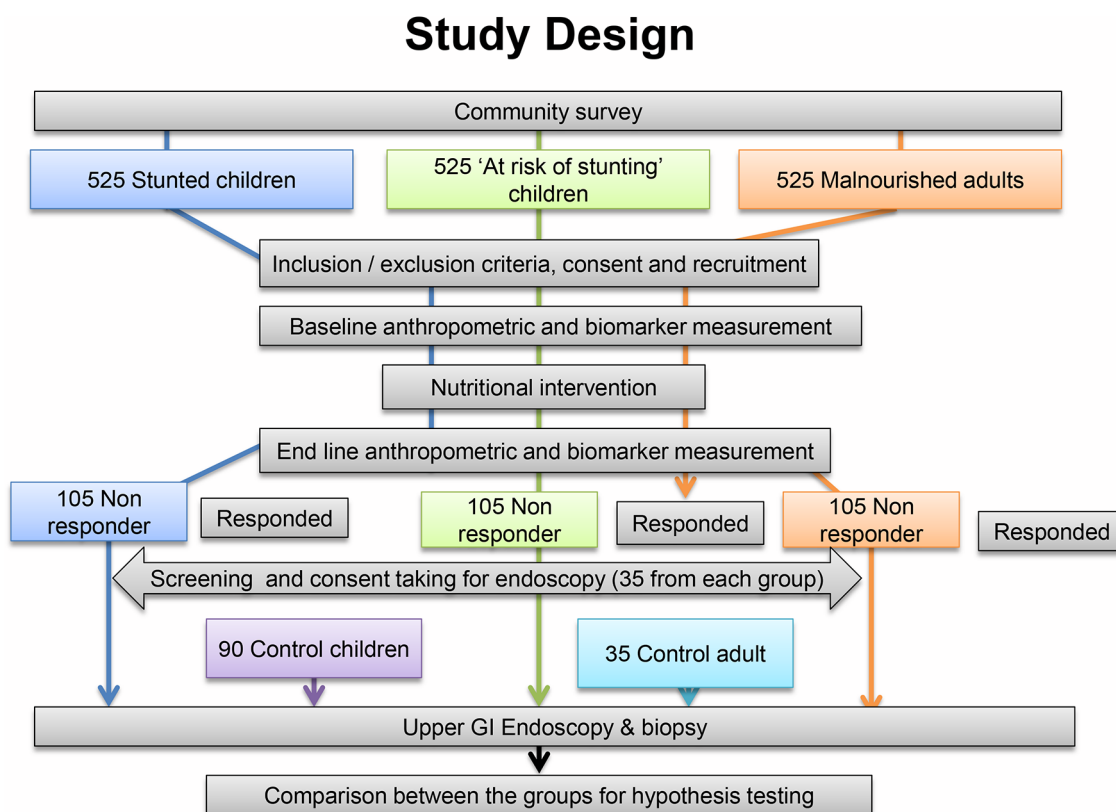 Study Design
Community survey
525 Stunted children
525 ‘At risk of stunting’
children
525 Malnourished adults
Inclusion / exclusion criteria, consent and recruitment
Baseline anthropometric and biomarker measurement
Nutritional intervention
End line anthropometric and biomarker measurement
105 Non
responder
Responded
105 Non
responder
Responded
105 Non
responder
Responded
Screening and consent taking for endoscopy (35 from each group)
90 Control children
35 Control adult
Upper GI Endoscopy & biopsy
Comparison between the groups for hypothesis testing